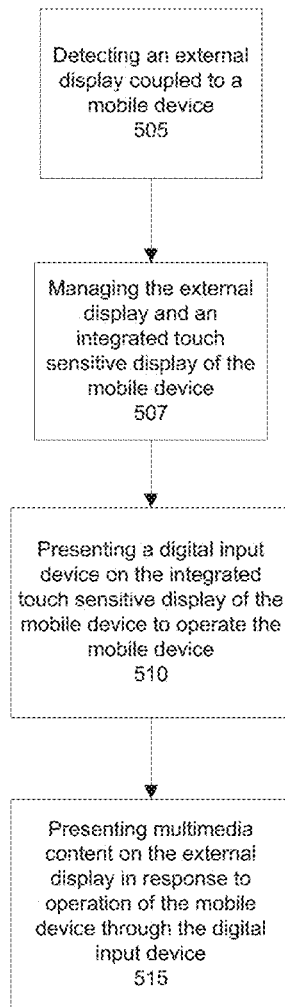 Detecting an external
display coupled to a
mobile device
505
Managing the external
display and an
integrated touch
sensitive display of the
mobile device
507
Presenting a digital input
device on the integrated
touch sensitive display of the
mobile device to operate the
mobile device
510
Presenting multimedia
content on the external
display in response to
operation of the mobile
device through the digital
input device
515